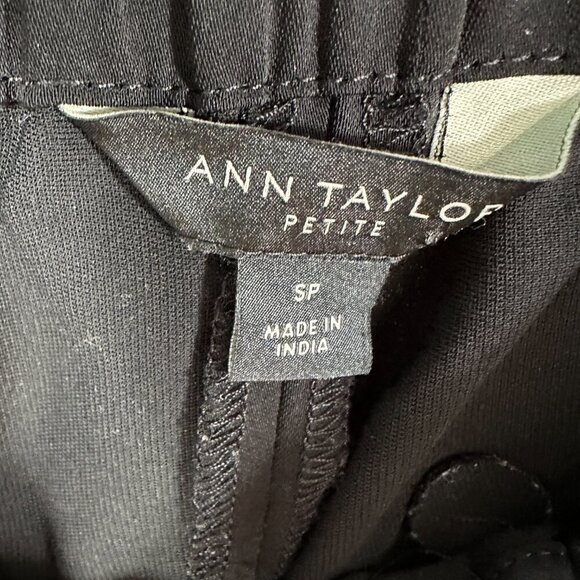 ANN TAYLOR
PETITE
SP
MADE IN
INDIA